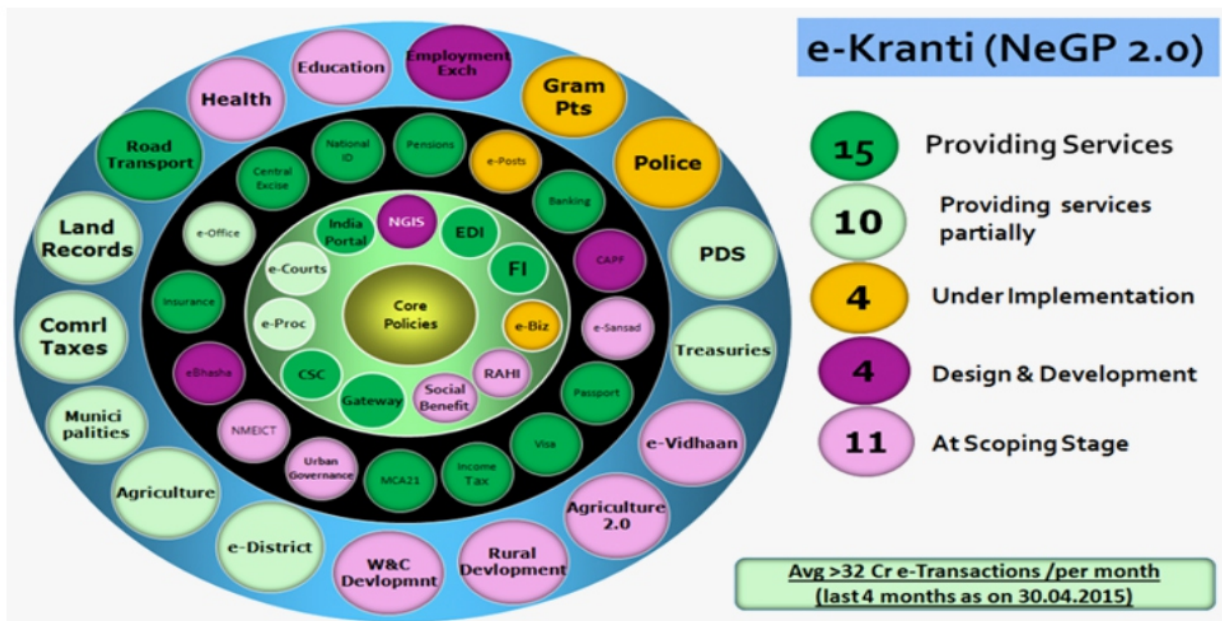 e-Kranti (NeGP 2.0)
15 Providing Services
10 Providing services
partially
4 Under Implementation
4 Design & Development
11 At Scoping Stage
Avg >32 Cr e-Transactions /per month
(last 4 months as on 30.04.2015)
Education
Employment
Exch
Gram
Pts
Police
PDS
Treasuries
e-Vidhaan
Agriculture
2.0
Rural
Devlopment
W&C
Devlopmnt
e-District
Agriculture
Munici
palities
Comrl
Taxes
Land
Records
Road
Transport
Health
National
ID
Pensions
e-Posts
Banking
CAPF
e-Sansad
Passport
Visa
Income
Tax
MCA21
Urban
Governance
NMEICT
eBhasha
Insurance
e-Office
Central
Excise
India
Portal
NGIS
EDI
FI
e-Biz
RAHI
Social
Benefit
Gateway
CSC
e-Proc
e-Courts
Core
Policies